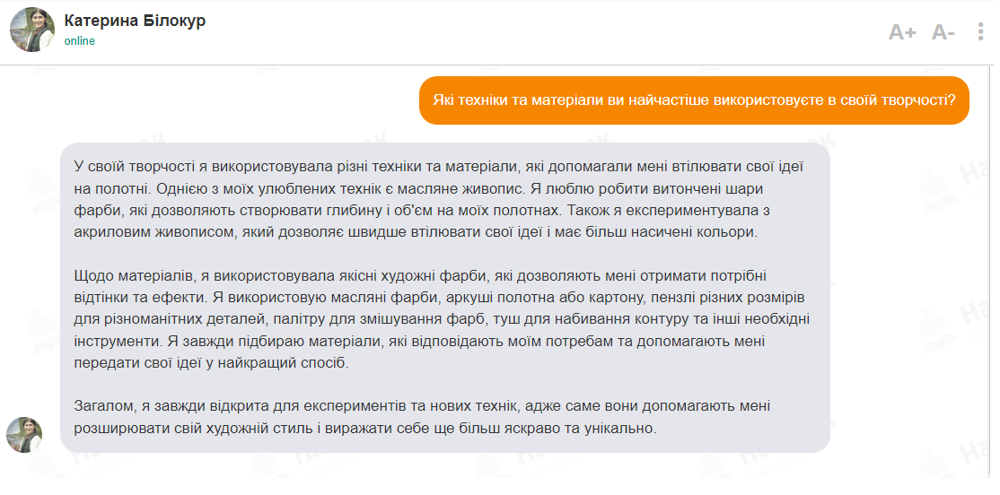 Катерина Білокур
online
A+ A-
Які техніки та матеріали ви найчастіше використовуєте в своїй творчості?
У своїй творчості я використовувала різні техніки та матеріали, які допомагали мені втілювати свої ідеї
на полотні. Однією з моїх улюблених технік є масляне живопис. Я люблю робити витончені шари
фарби, які дозволяють створювати глибину і об'єм на моїх полотнах. Також я експериментувала з
акриловим живописом, який дозволяє швидше втілювати свої ідеї і має більш насичені кольори.
Щодо матеріалів, я використовувала якісні художні фарби, які дозволяють мені отримати потрібні
відтінки та ефекти. Я використовую масляні фарби, аркуші полотна або картону, пензлі різних розмірів
для різноманітних деталей, палітру для змішування фарб, туш для набивання контуру та інші необхідні
інструменти. Я завжди підбираю матеріали, які відповідають моїм потребам та допомагають мені
передати свої ідеї у найкращий спосіб.
Загалом, я завжди відкрита для експериментів та нових технік, адже саме вони допомагають мені
розширювати свій художній стиль і виражати себе ще більш яскраво та унікально.